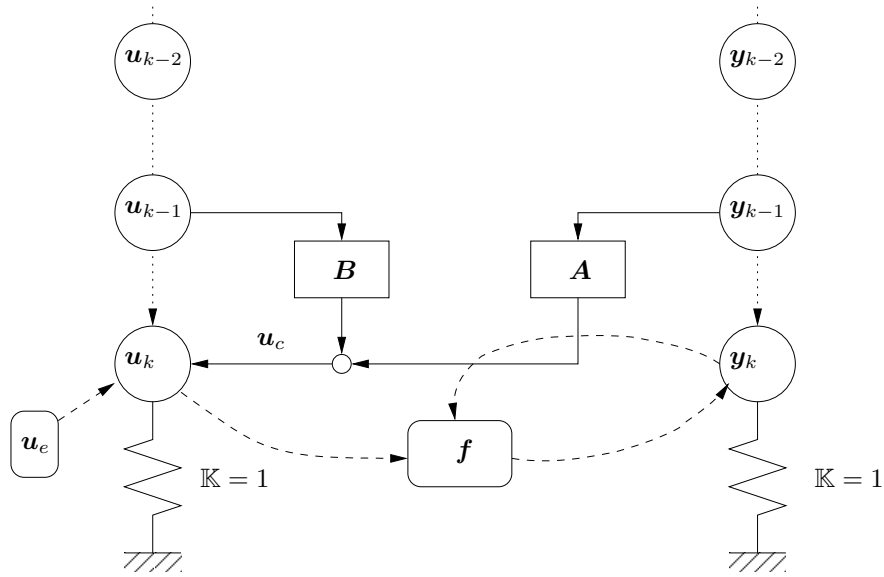 u_{k−2} y_{k−2}
u_{k−1} y_{k−1}
B A
u_c
u_k y_k
u_e f
𝕂 = 1 𝕂 = 1